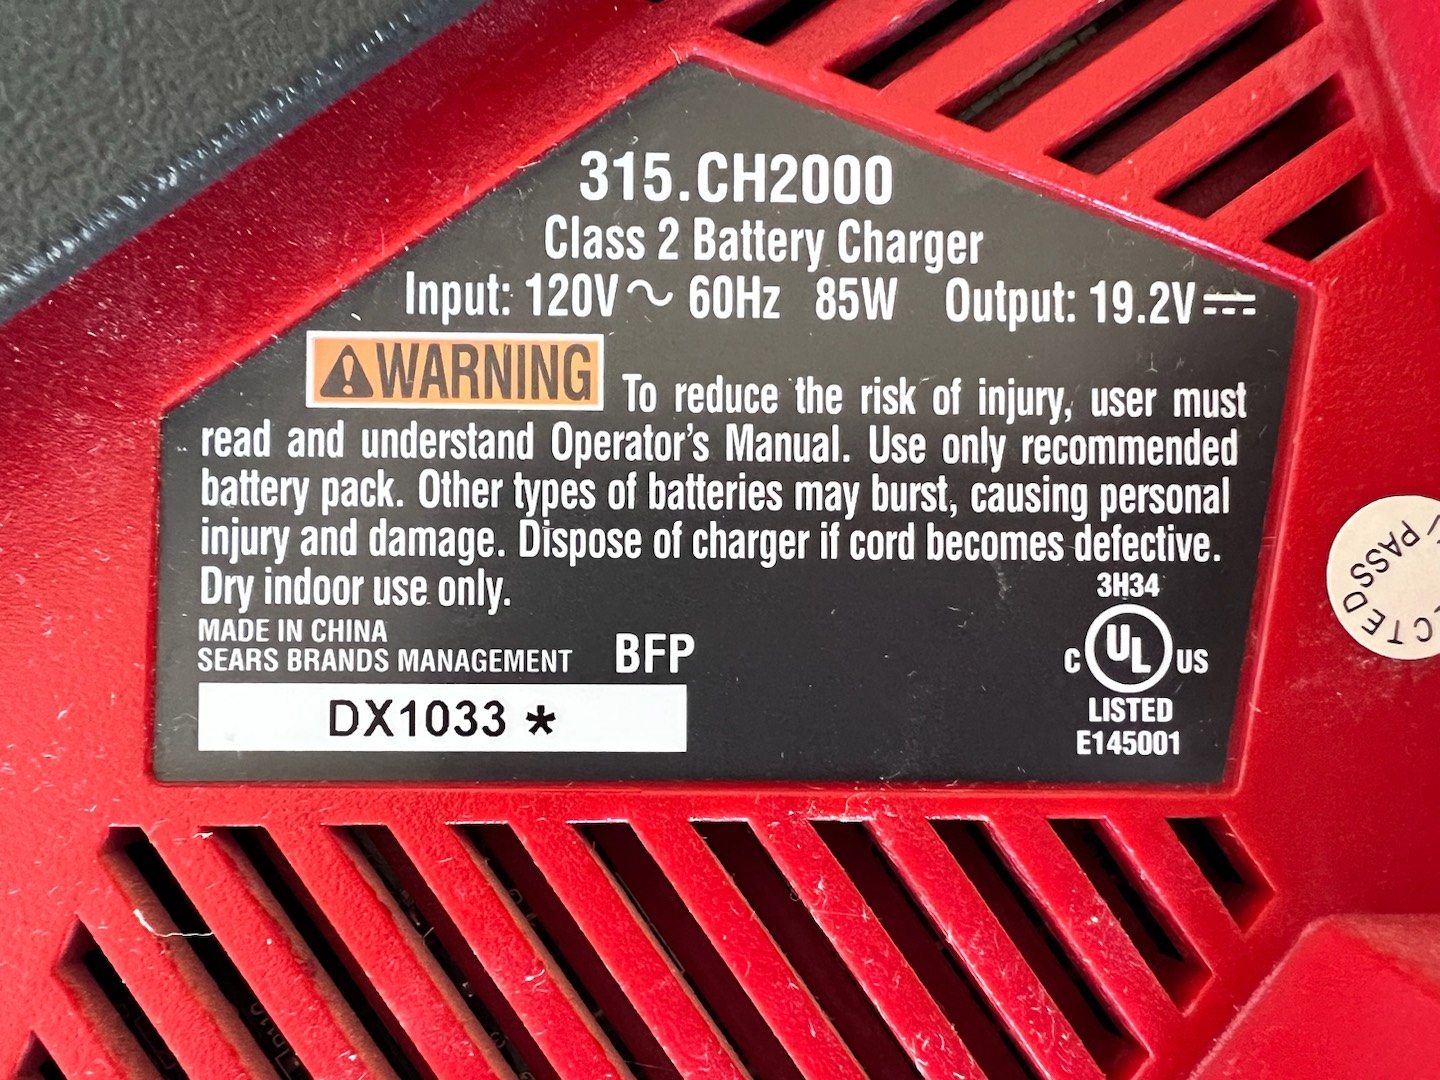 315.CH2000
Class 2 Battery Charger
Input: 120V ~ 60Hz 85W Output: 19.2V ⎓
⚠WARNING To reduce the risk of injury, user must
read and understand Operator's Manual. Use only recommended
battery pack. Other types of batteries may burst, causing personal
injury and damage. Dispose of charger if cord becomes defective.
Dry indoor use only.
MADE IN CHINA
SEARS BRANDS MANAGEMENT BFP
DX1033 *
3H34
C UL US
LISTED
E145001
PASS